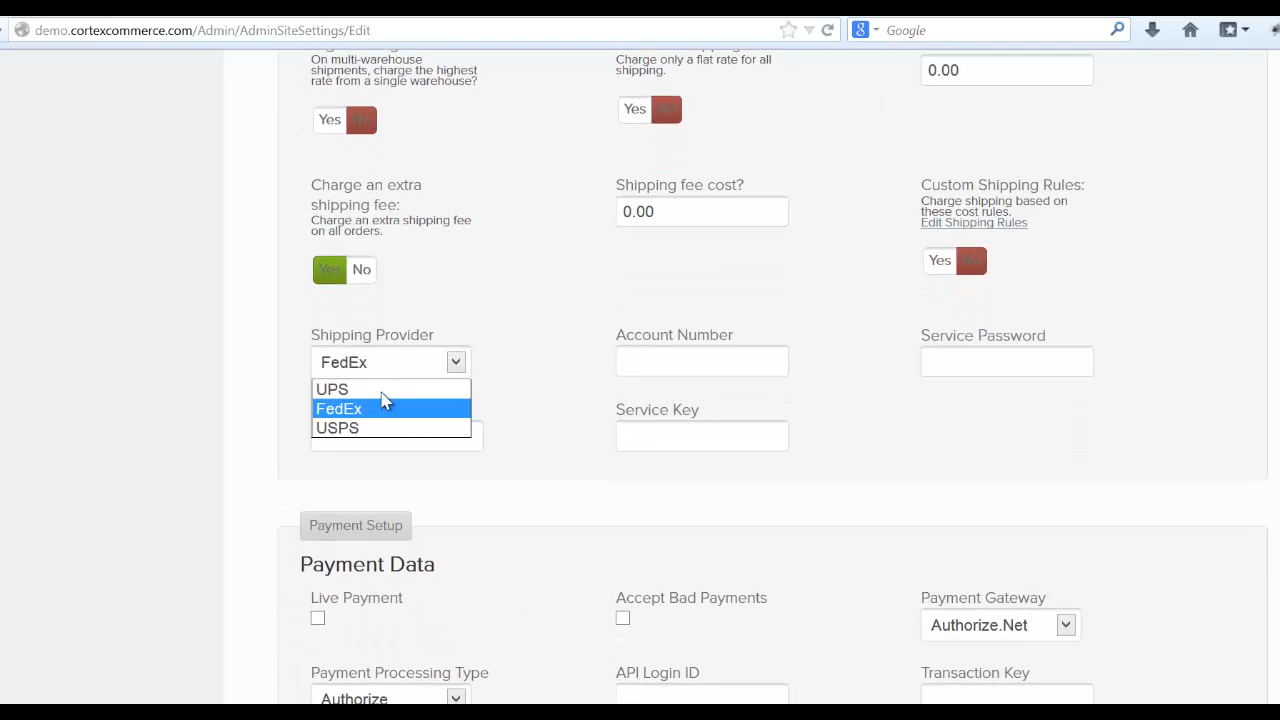 demo.cortexcommerce.com/Admin/AdminSiteSettings/Edit
Google
On multi-warehouse
shipments, charge the highest
rate from a single warehouse?
Yes
Charge only a flat rate for all
shipping.
Yes
0.00
Charge an extra
shipping fee:
Charge an extra shipping fee
on all orders.
Yes No
Shipping fee cost?
0.00
Custom Shipping Rules:
Charge shipping based on
these cost rules.
Edit Shipping Rules
Yes
Shipping Provider
FedEx
UPS
FedEx
USPS
Account Number
Service Password
Service Key
Payment Setup
Payment Data
Live Payment
Accept Bad Payments
Payment Gateway
Authorize.Net
Payment Processing Type
Authorize
API Login ID
Transaction Key